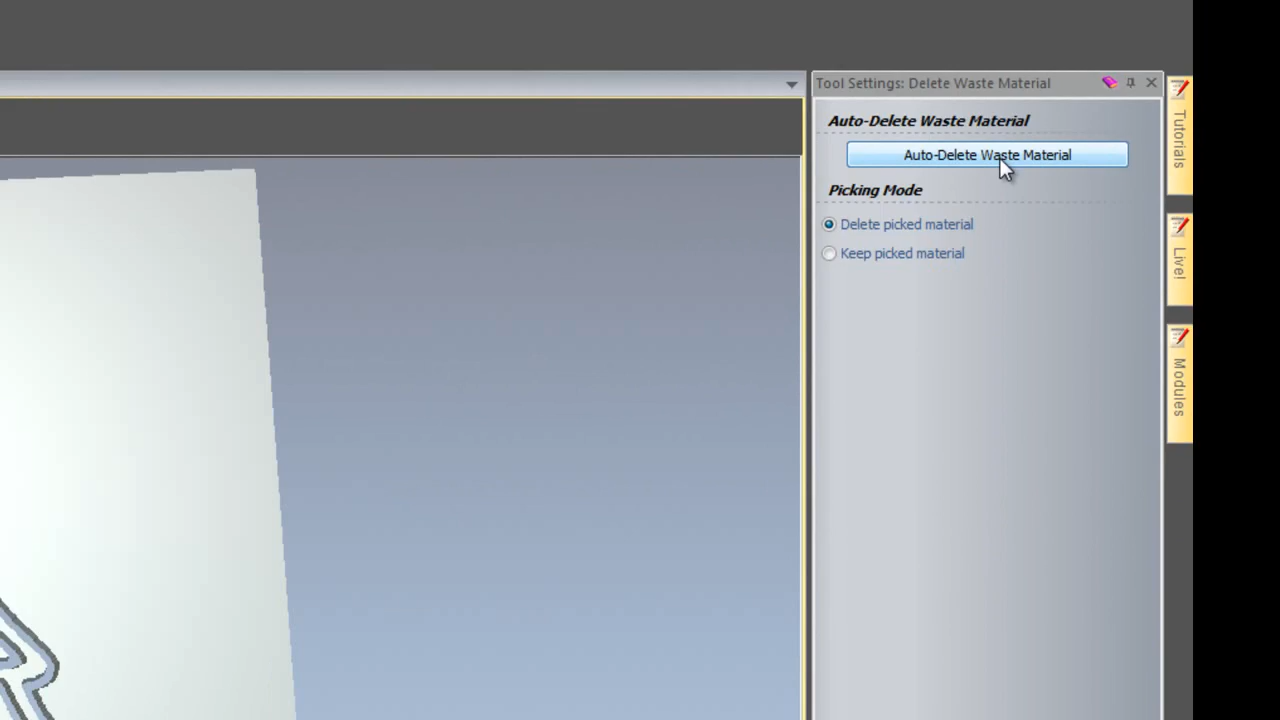 Tool Settings: Delete Waste Material
Auto-Delete Waste Material
Auto-Delete Waste Material
Picking Mode
Delete picked material
Keep picked material
Tutorials
Live!
Modules